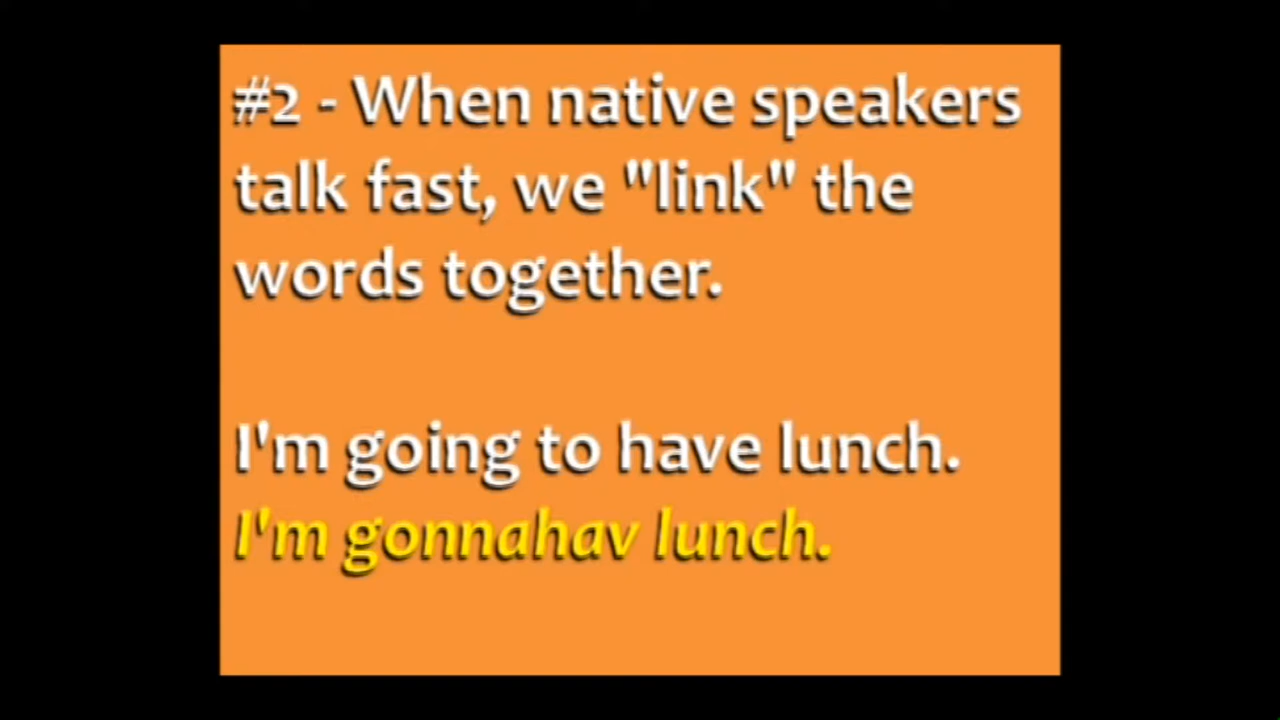 #2 - When native speakers
talk fast, we "link" the
words together.
I'm going to have lunch.
I'm gonnahav lunch.